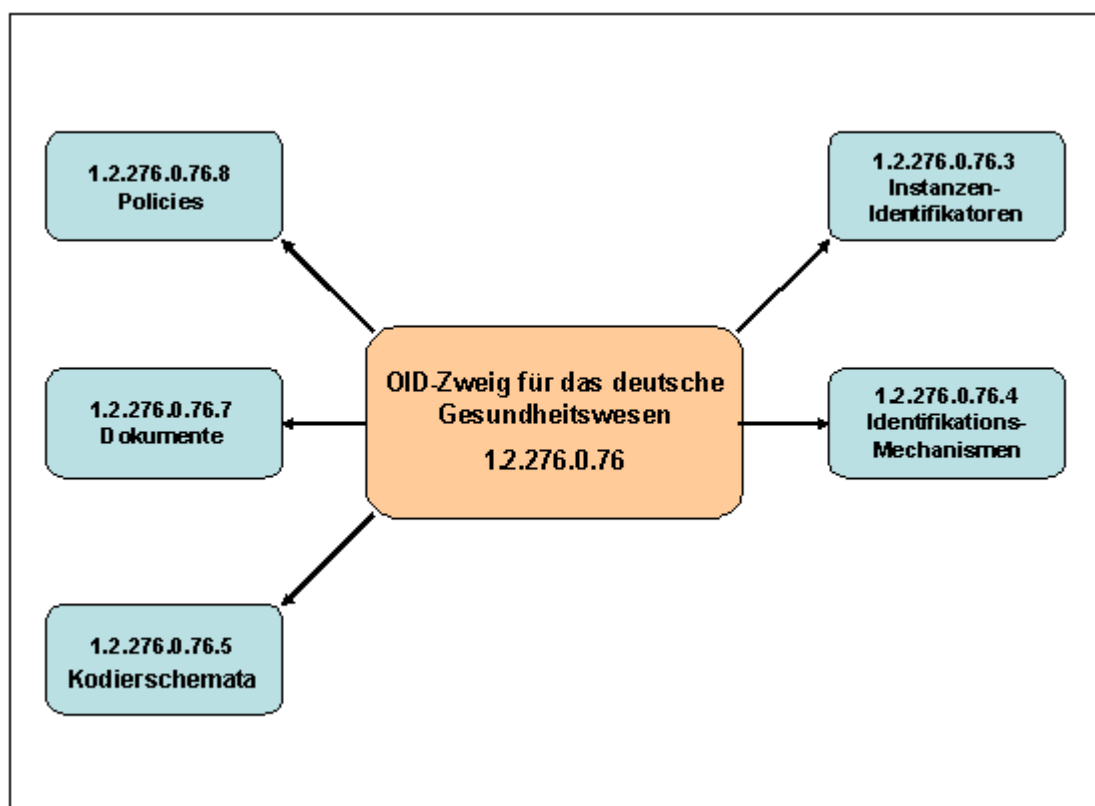 1.2.276.0.76.8
Policies
1.2.276.0.76.3
Instanzen-
Identifikatoren
OID-Zweig für das deutsche
Gesundheitswesen
1.2.276.0.76
1.2.276.0.76.7
Dokumente
1.2.276.0.76.4
Identifikations-
Mechanismen
1.2.276.0.76.5
Kodierschemata